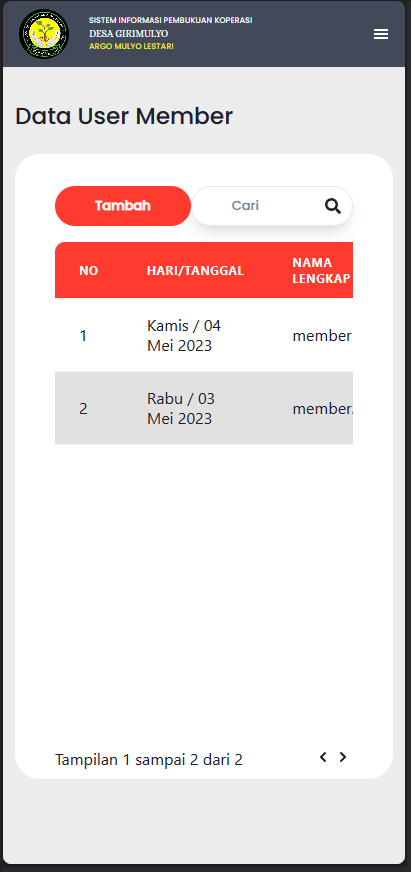 SISTEM INFORMASI PEMBUKUAN KOPERASI
DESA GIRIMULYO
ARGO MULYO LESTARI
Data User Member
Tambah
Cari
NO HARI/TANGGAL NAMA
LENGKAP
1 Kamis / 04 member
Mei 2023
2 Rabu / 03 member
Mei 2023
Tampilan 1 sampai 2 dari 2